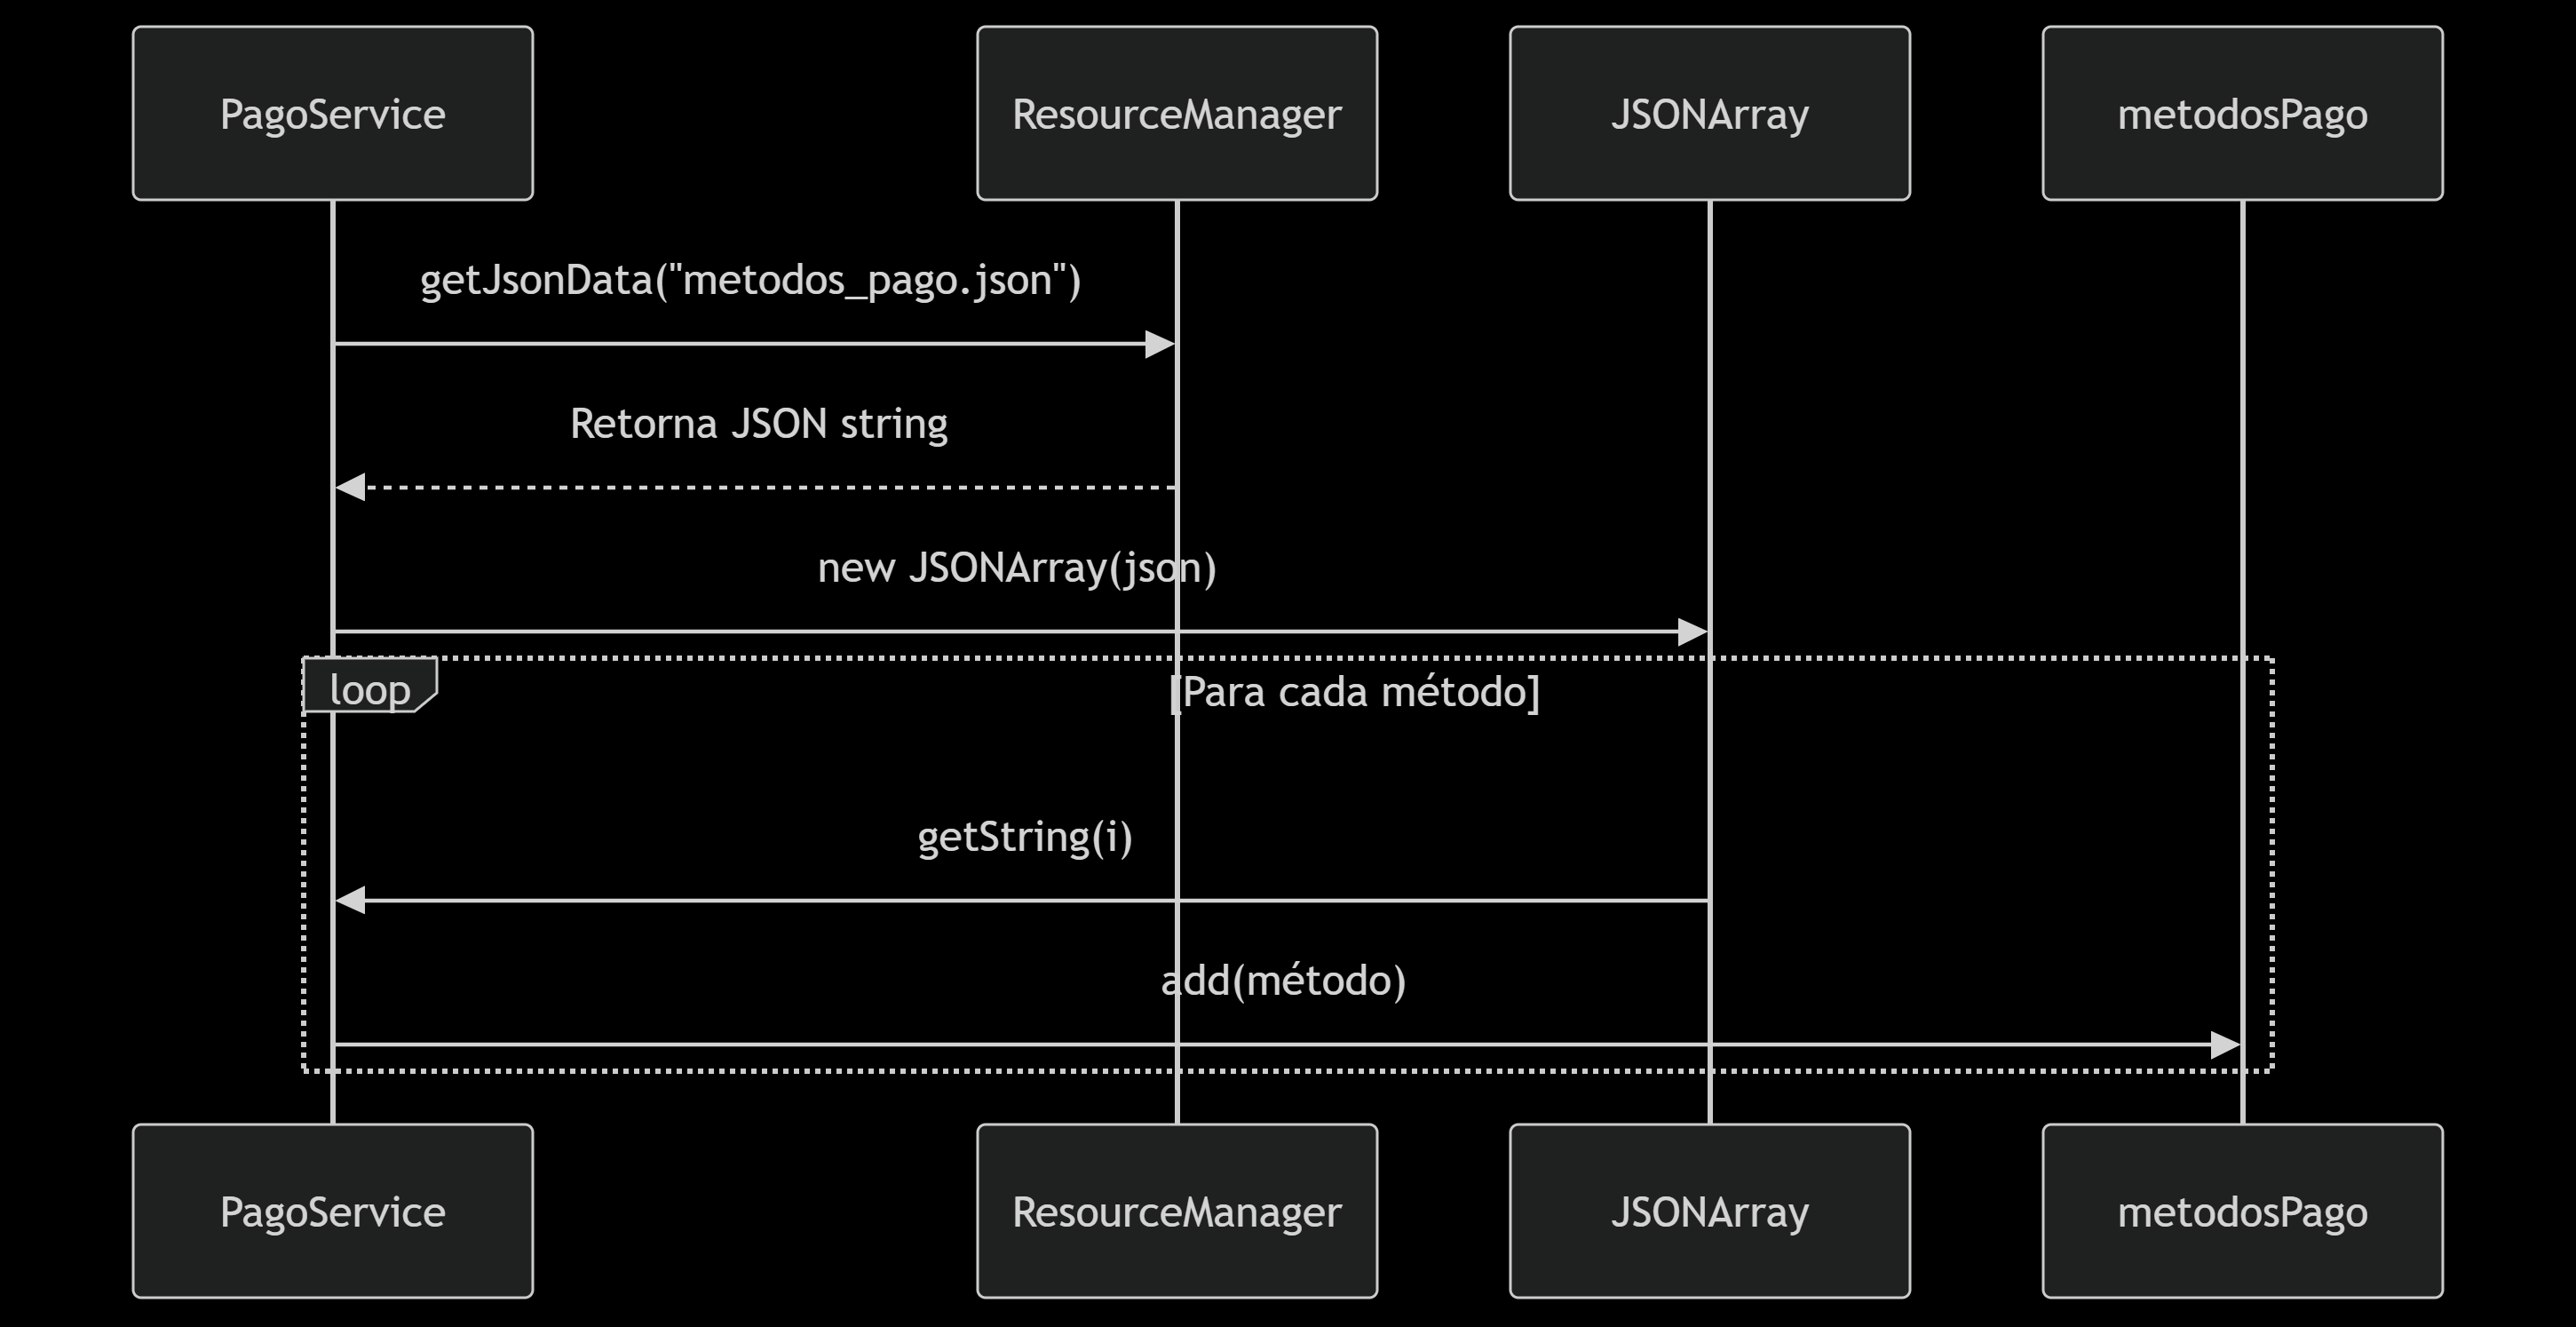 PagoService
ResourceManager
JSONArray
metodosPago
getJsonData("metodos_pago.json")
Retorna JSON string
new JSONArray(json)
loop
[Para cada método]
getString(i)
add(método)
PagoService
ResourceManager
JSONArray
metodosPago